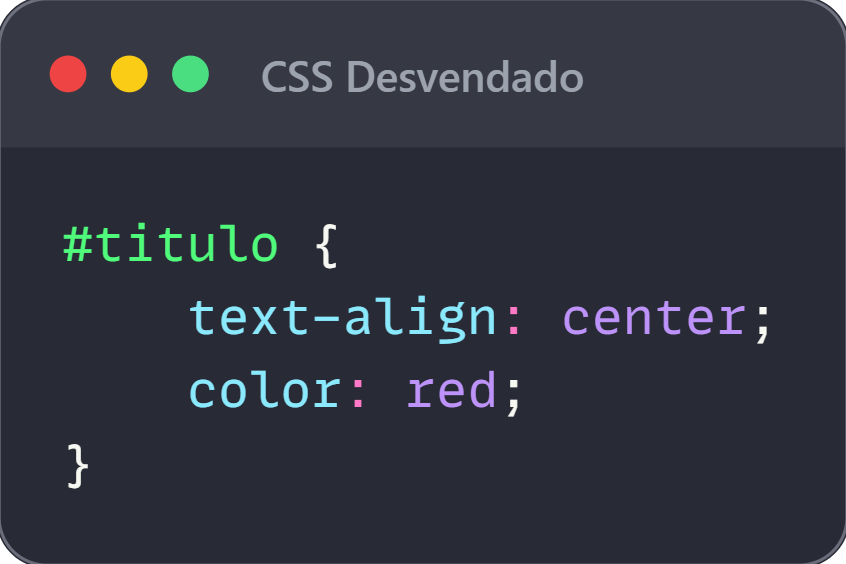 CSS Desvendado
#titulo {
    text-align: center;
    color: red;
}